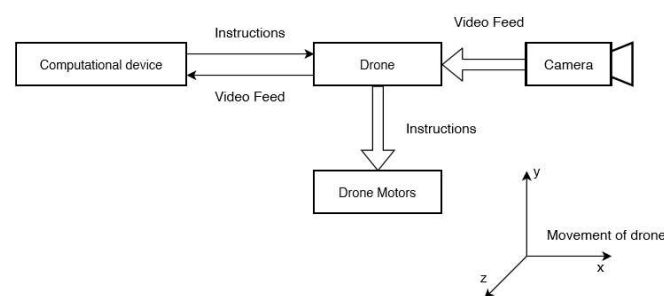 Video Feed
Instructions
Computational device
Drone
Camera
Video Feed
Instructions
Drone Motors
y
Movement of drone
x
z